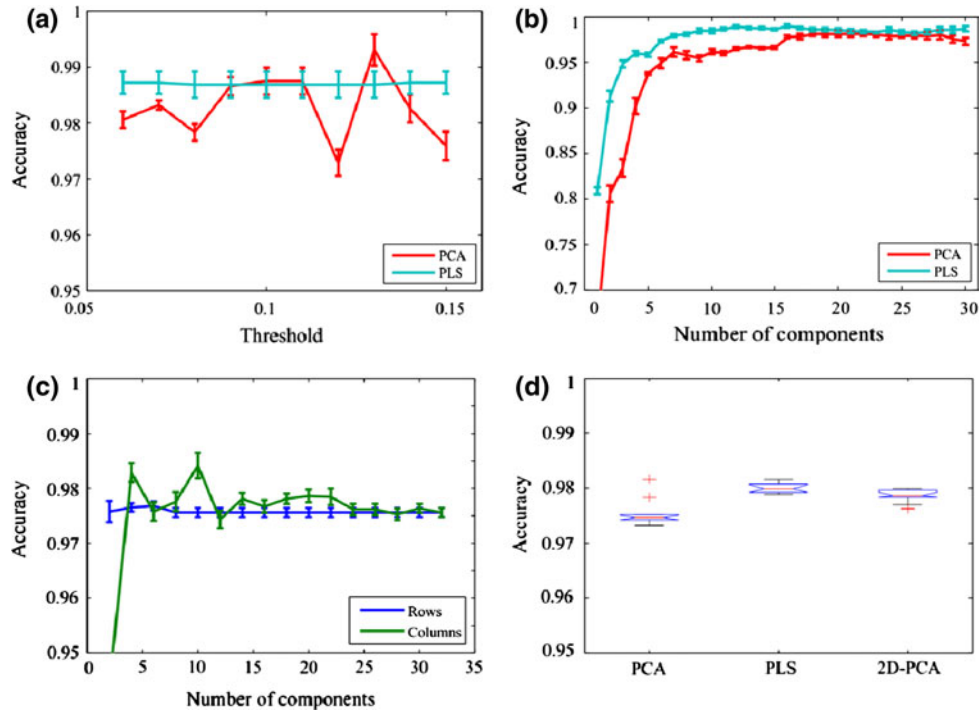 (a)
1
0.99
0.98
0.97
0.96
0.95
Accuracy
PCA
PLS
0.05
0.1
0.15
Threshold
(b)
1
0.95
0.9
0.85
0.8
0.75
0.7
Accuracy
PCA
PLS
0
5
10
15
20
25
30
Number of components
(c)
1
0.99
0.98
0.97
0.96
0.95
Accuracy
Rows
Columns
0
5
10
15
20
25
30
35
Number of components
(d)
1
0.99
0.98
0.97
0.96
0.95
Accuracy
PCA
PLS
2D-PCA